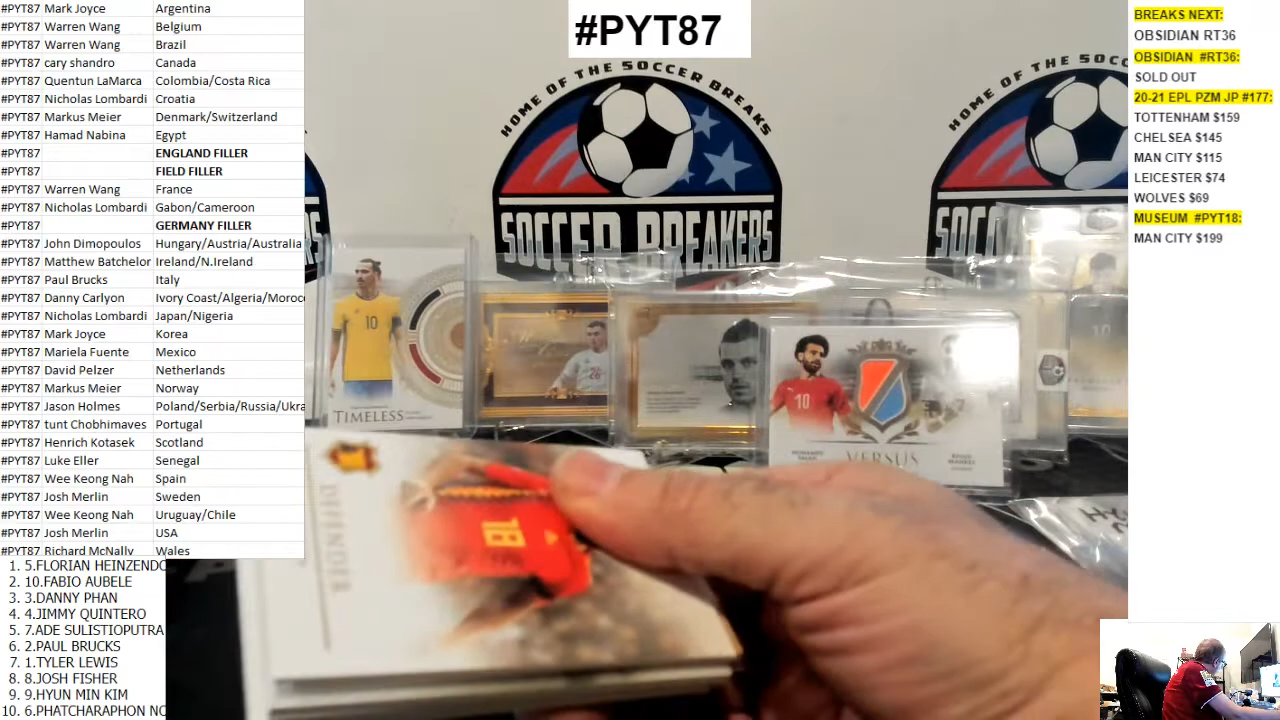 #PYT87 Mark Joyce Argentina
#PYT87 Warren Wang Belgium
#PYT87 Warren Wang Brazil
#PYT87 cary shandro Canada
#PYT87 Quentun LaMarca Colombia/Costa Rica
#PYT87 Nicholas Lombardi Croatia
#PYT87 Markus Meier Denmark/Switzerland
#PYT87 Hamad Nabina Egypt
#PYT87 ENGLAND FILLER
#PYT87 FIELD FILLER
#PYT87 Warren Wang France
#PYT87 Nicholas Lombardi Gabon/Cameroon
#PYT87 GERMANY FILLER
#PYT87 John Dimopoulos Hungary/Austria/Australia
#PYT87 Matthew Batchelor Ireland/N.Ireland
#PYT87 Paul Brucks Italy
#PYT87 Danny Carlyon Ivory Coast/Algeria/Moroc
#PYT87 Nicholas Lombardi Japan/Nigeria
#PYT87 Mark Joyce Korea
#PYT87 Mariela Fuente Mexico
#PYT87 David Pelzer Netherlands
#PYT87 Markus Meier Norway
#PYT87 Jason Holmes Poland/Serbia/Russia/Ukra
#PYT87 tunt Chobhimaves Portugal
#PYT87 Henrich Kotasek Scotland
#PYT87 Luke Eller Senegal
#PYT87 Wee Keong Nah Spain
#PYT87 Josh Merlin Sweden
#PYT87 Wee Keong Nah Uruguay/Chile
#PYT87 Josh Merlin USA
#PYT87 Richard McNally Wales
1. 5.FLORIAN HEINZENDO
2. 10.FABIO AUBELE
3. 3.DANNY PHAN
4. 4.JIMMY QUINTERO
5. 7.ADE SULISTIOPUTRA
6. 2.PAUL BRUCKS
7. 1.TYLER LEWIS
8. 8.JOSH FISHER
9. 9.HYUN MIN KIM
10. 6.PHATCHARAPHON NO
#PYT87
HOME OF THE SOCCER BREAKS
SOCCER BREAKERS
HOME OF THE
SOC
10
TIMELESS
26
10
VERSUS
DEFENDER
18
BREAKS NEXT:
OBSIDIAN RT36
OBSIDIAN #RT36:
SOLD OUT
20-21 EPL PZM JP #177:
TOTTENHAM $159
CHELSEA $145
MAN CITY $115
LEICESTER $74
WOLVES $69
MUSEUM #PYT18:
MAN CITY $199